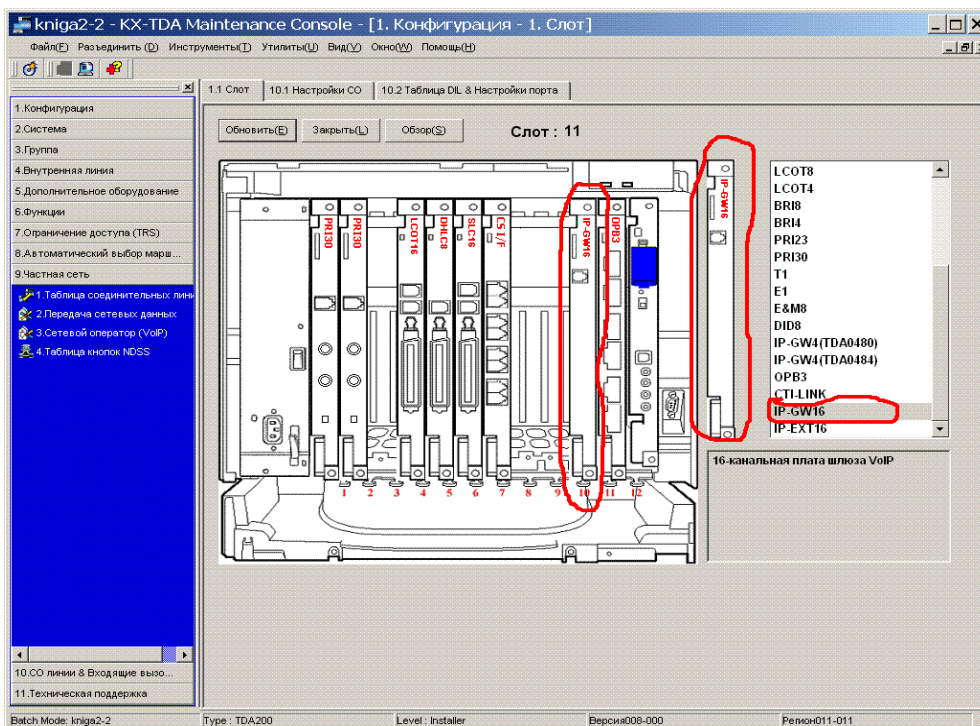 kniga2-2 - KX-TDA Maintenance Console - [1. Конфигурация - 1. Слот]
Файл(F) Разъединить (D) Инструменты(T) Утилиты(U) Вид(V) Окно(W) Помощь(H)
1.1 Слот 10.1 Настройки CO 10.2 Таблица DIL & Настройки порта
1.Конфигурация
2.Система
3.Группа
4.Внутренняя линия
5.Дополнительное оборудование
6.Функции
7.Ограничение доступа (TRS)
8.Автоматический выбор марш...
9.Частная сеть
1.Таблица соединительных лини
2.Передача сетевых данных
3.Сетевой оператор (VoIP)
4.Таблица кнопок NDSS
10.CO линии & Входящие вызо...
11.Техническая поддержка
Обновить(E) Закрыть(L) Обзор(S) Слот : 11
PRI30 PRI30 LCOT16 DHLC8 SLC16 CSI/F IP-GW16 OPB3
1 2 3 4 5 6 7 8 9 10 11 12
IP-GW16
LCOT8
LCOT4
BRI8
BRI4
PRI23
PRI30
T1
E1
E&M8
DID8
IP-GW4(TDA0480)
IP-GW4(TDA0484)
OPB3
CTI-LINK
IP-GW16
IP-EXT16
16-канальная плата шлюза VoIP
Batch Mode: kniga2-2 Type : TDA200 Level : Installer Версия008-000 Регион011-011